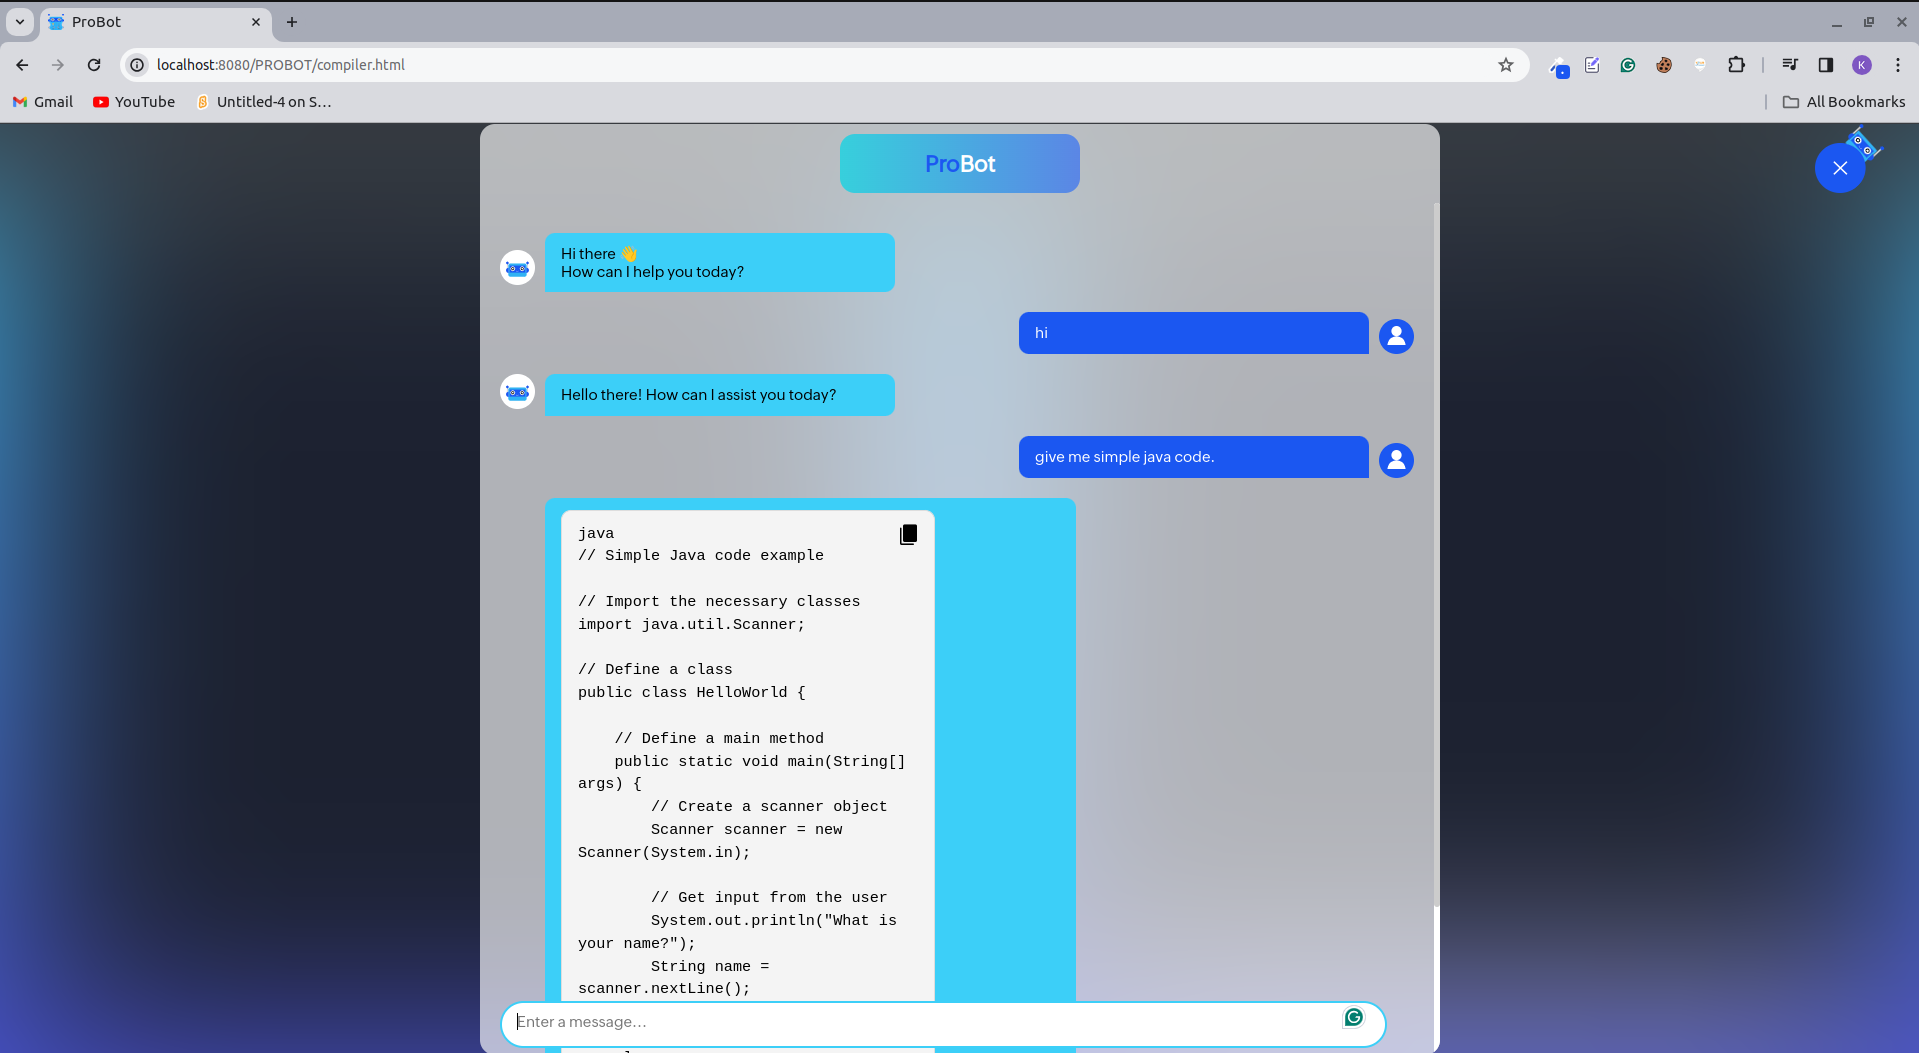 ProBot
localhost:8080/PROBOT/compiler.html
K
Gmail
YouTube
Untitled-4 on S...
All Bookmarks
ProBot
Hi there 👋
How can I help you today?
hi
Hello there! How can I assist you today?
give me simple java code.
java
// Simple Java code example
// Import the necessary classes
import java.util.Scanner;
// Define a class
public class HelloWorld {
    // Define a main method
    public static void main(String[]
args) {
        // Create a scanner object
        Scanner scanner = new
Scanner(System.in);
        // Get input from the user
        System.out.println("What is
your name?");
        String name =
scanner.nextLine();
Enter a message...